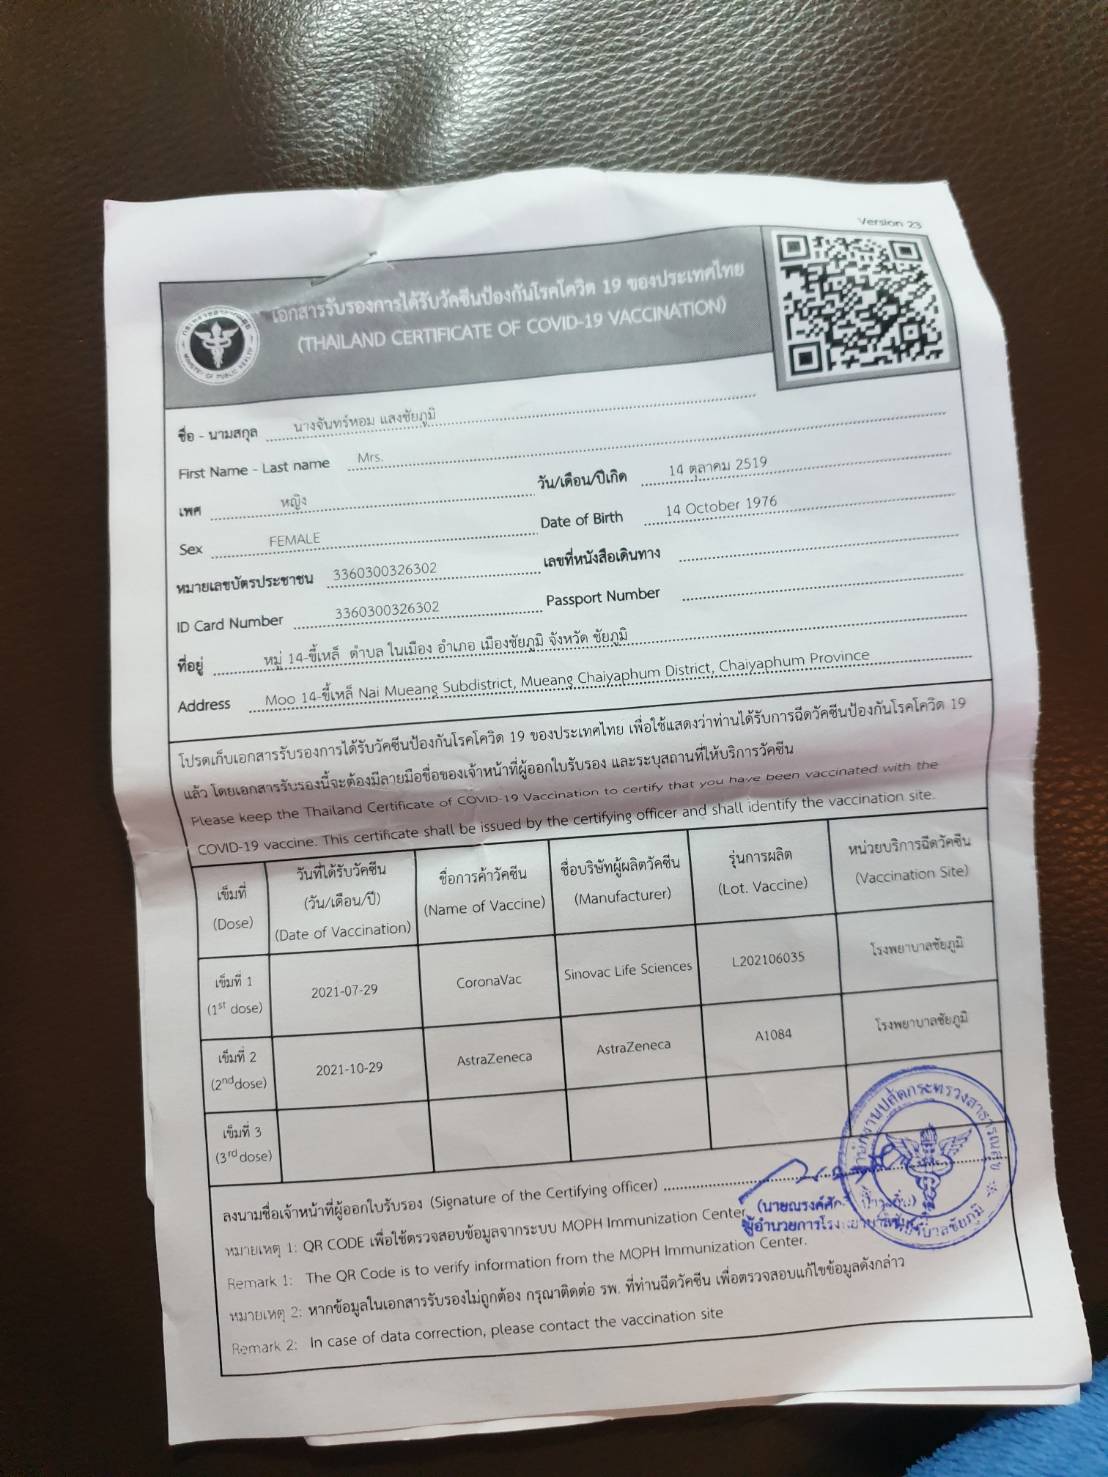 Version 23
เอกสารรับรองการได้รับวัคซีนป้องกันโรคโควิด 19 ของประเทศไทย
(THAILAND CERTIFICATE OF COVID-19 VACCINATION)
MINISTRY OF PUBLIC HEALTH
ชื่อ - นามสกุล นางจันทร์หอม แสงชัยภูมิ
First Name - Last name Mrs.
เพศ หญิง วัน/เดือน/ปีเกิด 14 ตุลาคม 2519
Sex FEMALE Date of Birth 14 October 1976
หมายเลขบัตรประชาชน 3360300326302 เลขที่หนังสือเดินทาง
ID Card Number 3360300326302 Passport Number
ที่อยู่ หมู่ 14-ขี้เหล็ ตำบล ในเมือง อำเภอ เมืองชัยภูมิ จังหวัด ชัยภูมิ
Address Moo 14-ขี้เหล็ Nai Mueang Subdistrict, Mueang Chaiyaphum District, Chaiyaphum Province
โปรดเก็บเอกสารรับรองการได้รับวัคซีนป้องกันโรคโควิด 19 ของประเทศไทย เพื่อใช้แสดงว่าท่านได้รับการฉีดวัคซีนป้องกันโรคโควิด 19
แล้ว โดยเอกสารรับรองนี้จะต้องมีลายมือชื่อของเจ้าหน้าที่ผู้ออกใบรับรอง และระบุสถานที่ให้บริการวัคซีน
Please keep the Thailand Certificate of COVID-19 Vaccination to certify that you have been vaccinated with the
COVID-19 vaccine. This certificate shall be issued by the certifying officer and shall identify the vaccination site.
เข็มที่ (Dose) วันที่ได้รับวัคซีน (วัน/เดือน/ปี) (Date of Vaccination) ชื่อการค้าวัคซีน (Name of Vaccine) ชื่อบริษัทผู้ผลิตวัคซีน (Manufacturer) รุ่นการผลิต (Lot. Vaccine) หน่วยบริการฉีดวัคซีน (Vaccination Site)
เข็มที่ 1 (1st dose) 2021-07-29 CoronaVac Sinovac Life Sciences L202106035 โรงพยาบาลชัยภูมิ
เข็มที่ 2 (2nd dose) 2021-10-29 AstraZeneca AstraZeneca A1084 โรงพยาบาลชัยภูมิ
เข็มที่ 3 (3rd dose)
ลงนามชื่อเจ้าหน้าที่ผู้ออกใบรับรอง (Signature of the Certifying officer)
หมายเหตุ 1: QR CODE เพื่อใช้ตรวจสอบข้อมูลจากระบบ MOPH Immunization Center
Remark 1: The QR Code is to verify information from the MOPH Immunization Center.
หมายเหตุ 2: หากข้อมูลในเอกสารรับรองไม่ถูกต้อง กรุณาติดต่อ รพ. ที่ท่านฉีดวัคซีน เพื่อตรวจสอบแก้ไขข้อมูลดังกล่าว
Remark 2: In case of data correction, please contact the vaccination site
สำนักงานปลัดกระทรวงสาธารณสุข